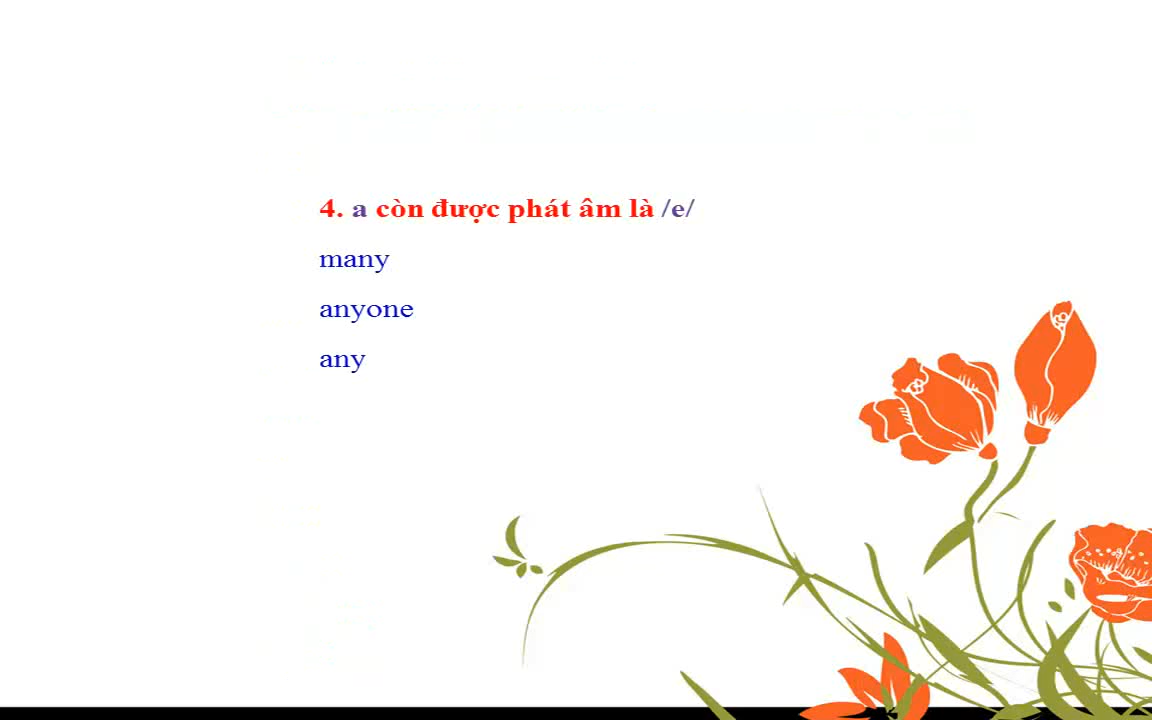 4. a còn được phát âm là /e/
many
anyone
any